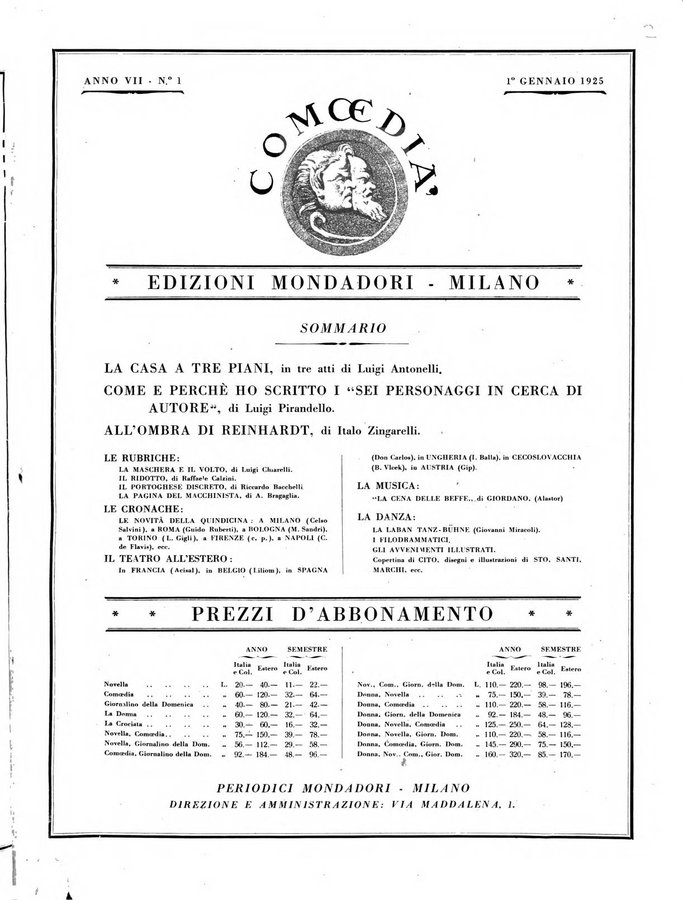 ANNO VII - N.º 1
1º GENNAIO 1925
COMŒDIA
* EDIZIONI MONDADORI - MILANO *
SOMMARIO
LA CASA A TRE PIANI, in tre atti di Luigi Antonelli.
COME E PERCHÈ HO SCRITTO I "SEI PERSONAGGI IN CERCA DI
AUTORE", di Luigi Pirandello.
ALL'OMBRA DI REINHARDT, di Italo Zingarelli.
LE RUBRICHE:
LA MASCHERA E IL VOLTO, di Luigi Chiarelli.
IL RIDOTTO, di Raffaele Calzini.
IL PORTOGHESE DISCRETO, di Riccardo Bacchelli
LA PAGINA DEL MACCHINISTA, di A. Bragaglia.
LE CRONACHE:
LE NOVITÀ DELLA QUINDICINA: A MILANO (Celso
Salvini), a ROMA (Guido Ruberti), a BOLOGNA (M. Sandri),
a TORINO (L. Gigli), a FIRENZE (c. p.), a NAPOLI (C.
de Flavis), ecc.
IL TEATRO ALL'ESTERO:
In FRANCIA (Acisal), in BELGIO (Liliom), in SPAGNA
(Don Carlos), in UNGHERIA (I. Balla), in CECOSLOVACCHIA
(B. Vlcek), in AUSTRIA (Gip).
LA MUSICA:
"LA CENA DELLE BEFFE,, di GIORDANO, (Alastor)
LA DANZA:
LA LABAN TANZ-BÜHNE (Giovanni Miracoli).
I FILODRAMMATICI.
GLI AVVENIMENTI ILLUSTRATI.
Copertina di CITO, disegni e illustrazioni di STO, SANTI,
MARCHI, ecc.
* * PREZZI D'ABBONAMENTO * *
ANNO SEMESTRE
Italia e Col. Estero Italia e Col. Estero
Novella .. .. .. .. L. 20.— 40.— 11.— 22.—
Comœdia .. .. .. .. „ 60.— 120.— 32.— 64.—
Giornalino della Domenica .. .. „ 40.— 80.— 21.— 42.—
La Donna .. .. .. .. „ 60.— 120.— 32.— 64.—
La Crociata .. .. .. .. „ 30.— 60.— 16.— 32.—
Novella, Comœdia.. .. .. „ 75.— 150.— 39.— 78.—
Novella, Giornalino della Dom. „ 56.— 112.— 29.— 58.—
Comœdia, Giornalino della Dom. „ 92.— 184.— 48.— 96.—
ANNO SEMESTRE
Italia e Col. Estero Italia e Col. Estero
Nov., Com., Giorn. della Dom. L. 110.— 220.— 98.— 196.—
Donna, Novella .. .. .. „ 75.— 150.— 39.— 78.—
Donna, Comœdia .. .. .. „ 110.— 220.— 58.— 116.—
Donna, Giorn. della Domenica „ 92.— 184.— 48.— 96.—
Donna, Novella, Comœdia .. „ 125.— 250.— 64.— 128.—
Donna, Novella, Giorn. Dom. „ 110.— 220.— 58.— 116.—
Donna, Comœdia, Giorn. Dom. „ 145.— 290.— 75.— 150.—
Donna, Nov., Com., Giorn. Dom. „ 160.— 320.— 85.— 170.—
PERIODICI MONDADORI - MILANO
DIREZIONE E AMMINISTRAZIONE: VIA MADDALENA, 1.